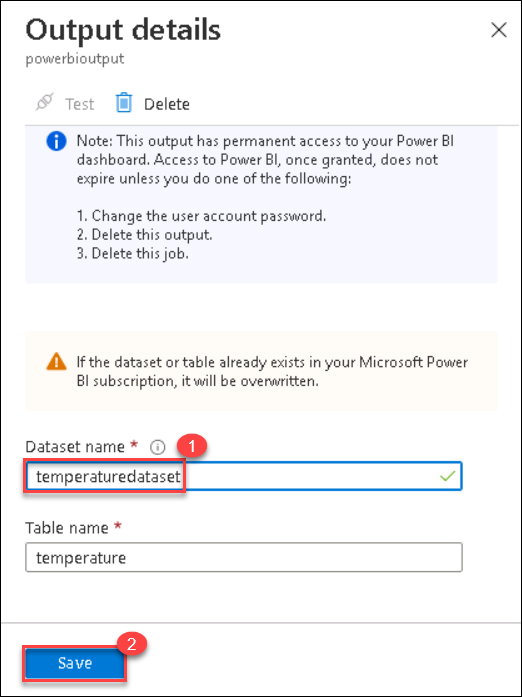 Output details
powerbioutput
Test
Delete
Note: This output has permanent access to your Power BI
dashboard. Access to Power BI, once granted, does not
expire unless you do one of the following:
1. Change the user account password.
2. Delete this output.
3. Delete this job.
If the dataset or table already exists in your Microsoft Power
BI subscription, it will be overwritten.
Dataset name *
1
temperaturedataset
Table name *
temperature
2
Save